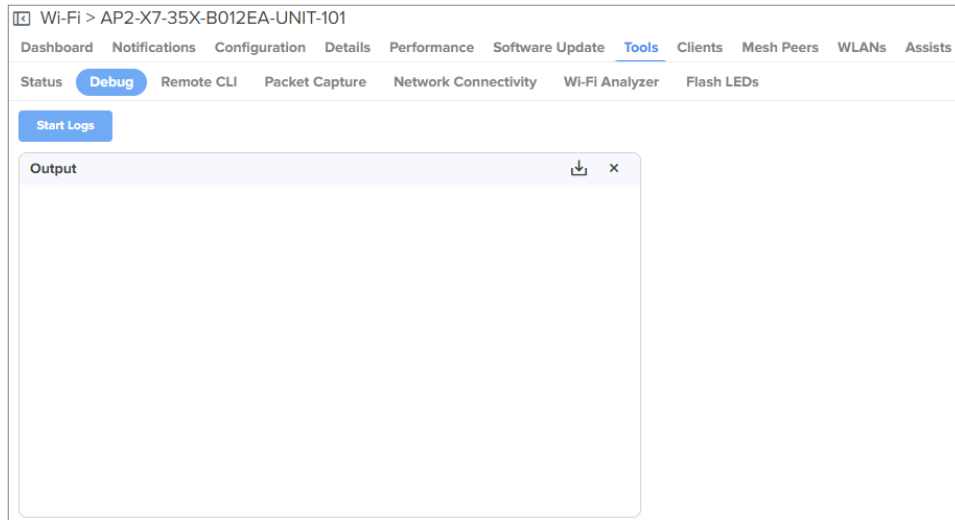 Wi-Fi > AP2-X7-35X-B012EA-UNIT-101
Dashboard Notifications Configuration Details Performance Software Update Tools Clients Mesh Peers WLANs Assists
Status Debug Remote CLI Packet Capture Network Connectivity Wi-Fi Analyzer Flash LEDs
Start Logs
Output